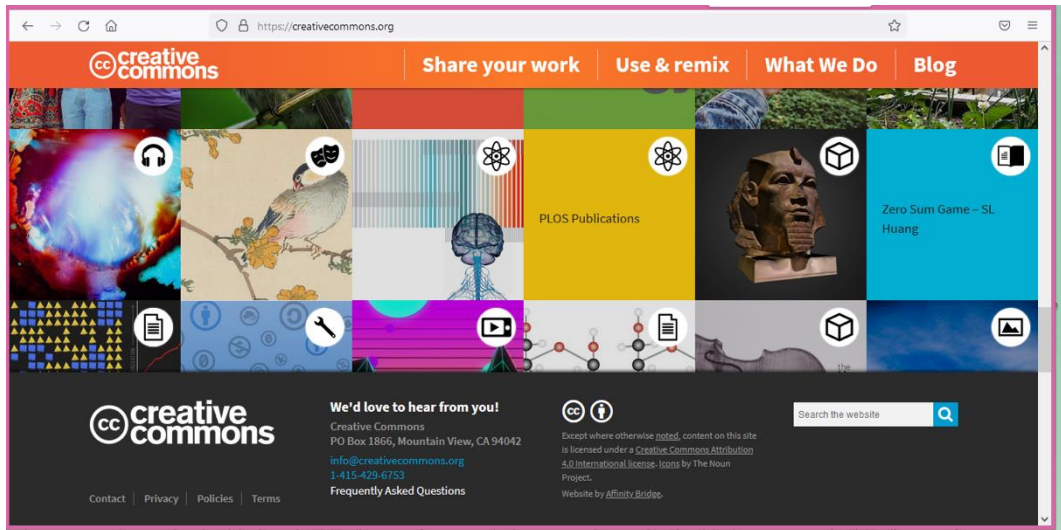 https://creativecommons.org
cc creative commons
Share your work
Use & remix
What We Do
Blog
PLOS Publications
Zero Sum Game – SL
Huang
the
cc creative
commons
We'd love to hear from you!
Creative Commons
PO Box 1866, Mountain View, CA 94042
info@creativecommons.org
1-415-429-6753
Frequently Asked Questions
Except where otherwise noted, content on this site
is licensed under a Creative Commons Attribution
4.0 International license. Icons by The Noun
Project.
Website by Affinity Bridge.
Search the website
Contact | Privacy | Policies | Terms